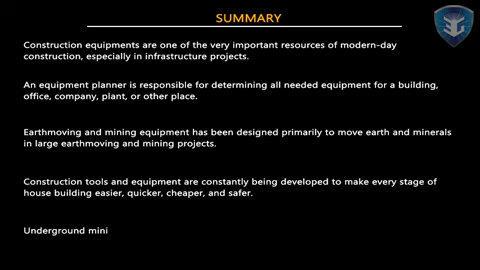 SUMMARY
Construction equipments are one of the very important resources of modern-day
construction, especially in infrastructure projects.
An equipment planner is responsible for determining all needed equipment for a building,
office, company, plant, or other place.
Earthmoving and mining equipment has been designed primarily to move earth and minerals
in large earthmoving and mining projects.
Construction tools and equipment are constantly being developed to make every stage of
house building easier, quicker, cheaper, and safer.
Underground mini